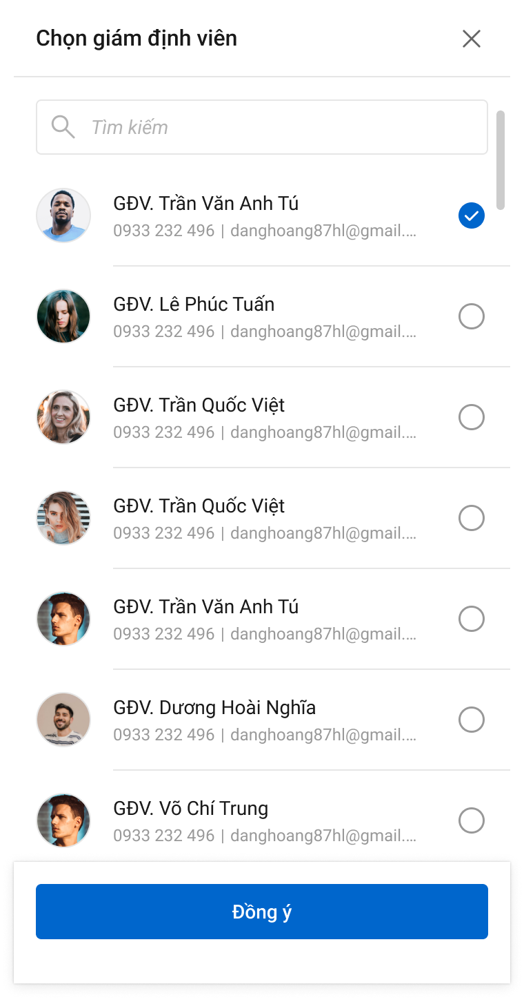 Chọn giám định viên
Tìm kiếm
GĐV. Trần Văn Anh Tú
0933 232 496 | danghoang87hl@gmail....
GĐV. Lê Phúc Tuấn
0933 232 496 | danghoang87hl@gmail....
GĐV. Trần Quốc Việt
0933 232 496 | danghoang87hl@gmail....
GĐV. Trần Quốc Việt
0933 232 496 | danghoang87hl@gmail....
GĐV. Trần Văn Anh Tú
0933 232 496 | danghoang87hl@gmail....
GĐV. Dương Hoài Nghĩa
0933 232 496 | danghoang87hl@gmail....
GĐV. Võ Chí Trung
0933 232 496 | danghoang87hl@gmail....
Đồng ý